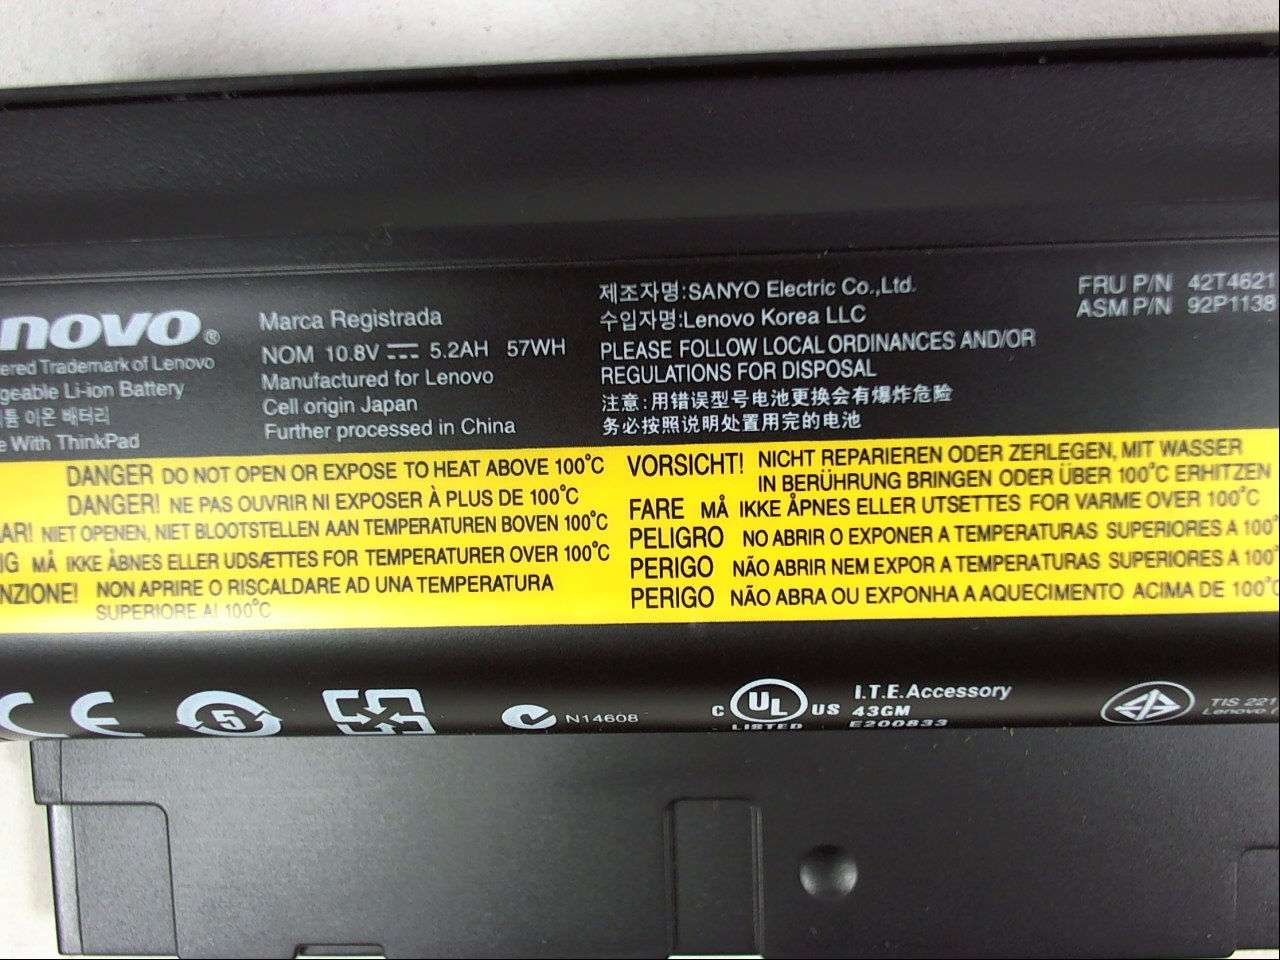 novo®
ered Trademark of Lenovo
geable Li-ion Battery
이온 배터리
e With ThinkPad
Marca Registrada
NOM 10.8V 5.2AH 57WH
Manufactured for Lenovo
Cell origin Japan
Further processed in China
제조자명:SANYO Electric Co.,Ltd.
수입자명:Lenovo Korea LLC
PLEASE FOLLOW LOCAL ORDINANCES AND/OR
REGULATIONS FOR DISPOSAL
注意:用错误型号电池更换会有爆炸危险
务必按照说明处置用完的电池
FRU P/N 42T4621
ASM P/N 92P1138
DANGER DO NOT OPEN OR EXPOSE TO HEAT ABOVE 100°C
DANGER! NE PAS OUVRIR NI EXPOSER À PLUS DE 100°C
AR! NIET OPENEN, NIET BLOOTSTELLEN AAN TEMPERATUREN BOVEN 100°C
IG MÅ IKKE ÅBNES ELLER UDSÆTTES FOR TEMPERATURER OVER 100°C
NZIONE! NON APRIRE O RISCALDARE AD UNA TEMPERATURA
SUPERIORE AI 100°C
VORSICHT! NICHT REPARIEREN ODER ZERLEGEN, MIT WASSER
IN BERÜHRUNG BRINGEN ODER ÜBER 100°C ERHITZEN
FARE MÅ IKKE ÅPNES ELLER UTSETTES FOR VARME OVER 100°C
PELIGRO NO ABRIR O EXPONER A TEMPERATURAS SUPERIORES A 100°
PERIGO NÃO ABRIR NEM EXPOR A TEMPERATURAS SUPERIORES A 100°
PERIGO NÃO ABRA OU EXPONHA A AQUECIMENTO ACIMA DE 100°C
CE
5
N14608
C UL US
LISTED
I.T.E. Accessory
43GM
E200833
TIS 221
Lenovo